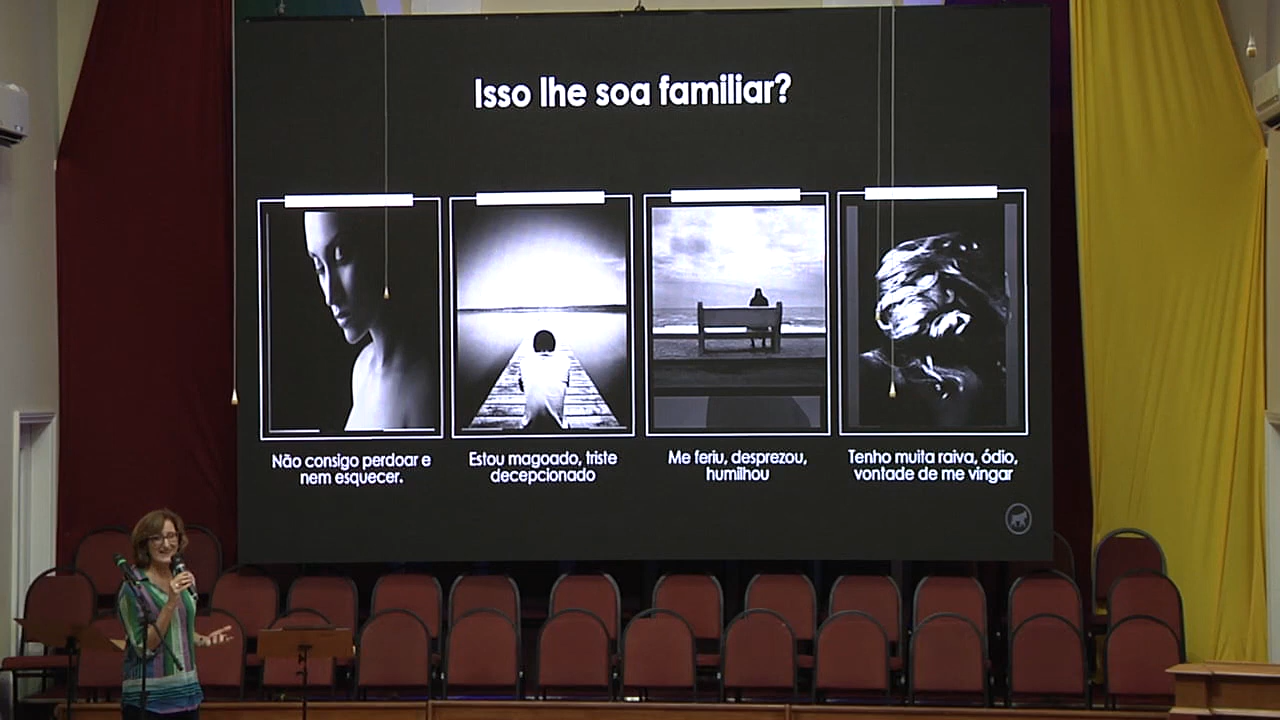 Isso lhe soa familiar?
Não consigo perdoar e
nem esquecer.
Estou magoado, triste
decepcionado
Me feriu, desprezou,
humilhou
Tenho muita raiva, ódio,
vontade de me vingar